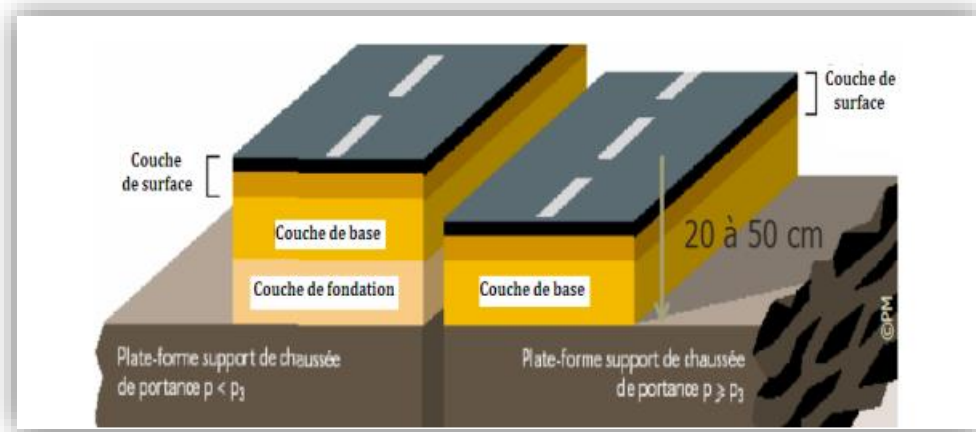 Couche de
surface
Couche
de surface
Couche de base
20 à 50 cm
Couche de fondation
Couche de base
©PM
Plate-forme support de chaussée
de portance p < p3
Plate-forme support de chaussée
de portance p ⩾ p3